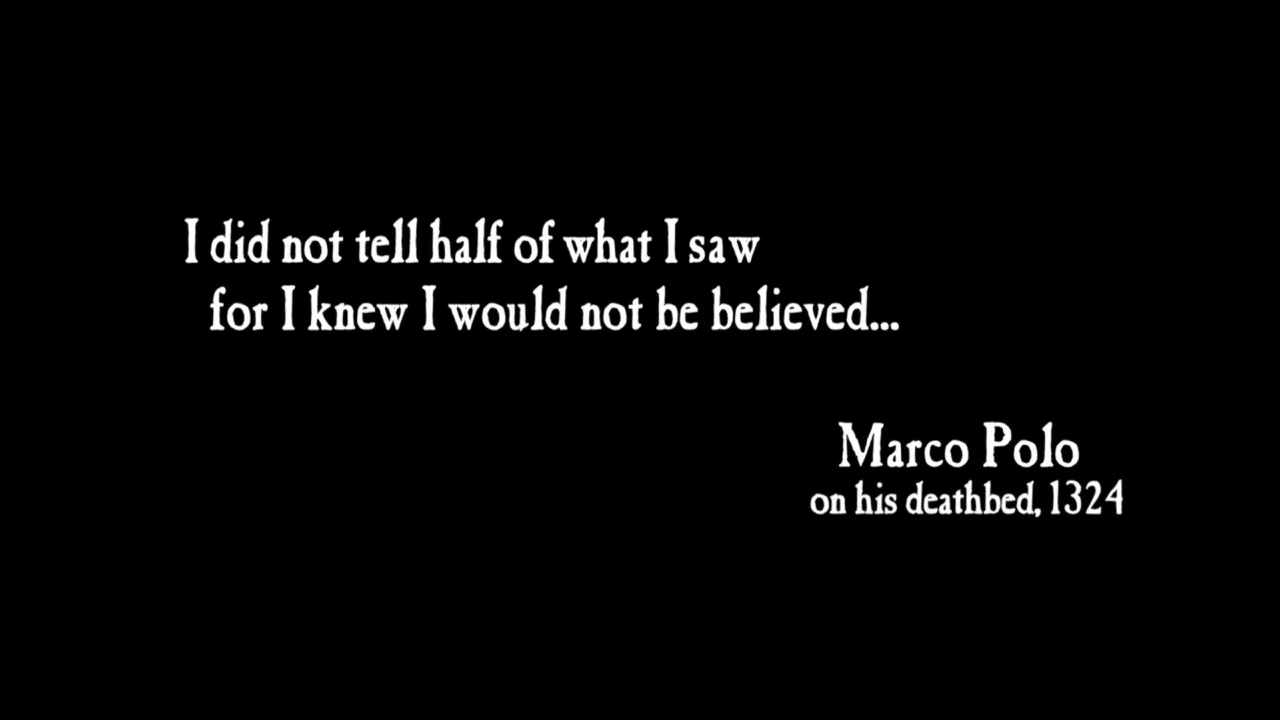 I did not tell half of what I saw
for I knew I would not be believed...
Marco Polo
on his deathbed, 1324